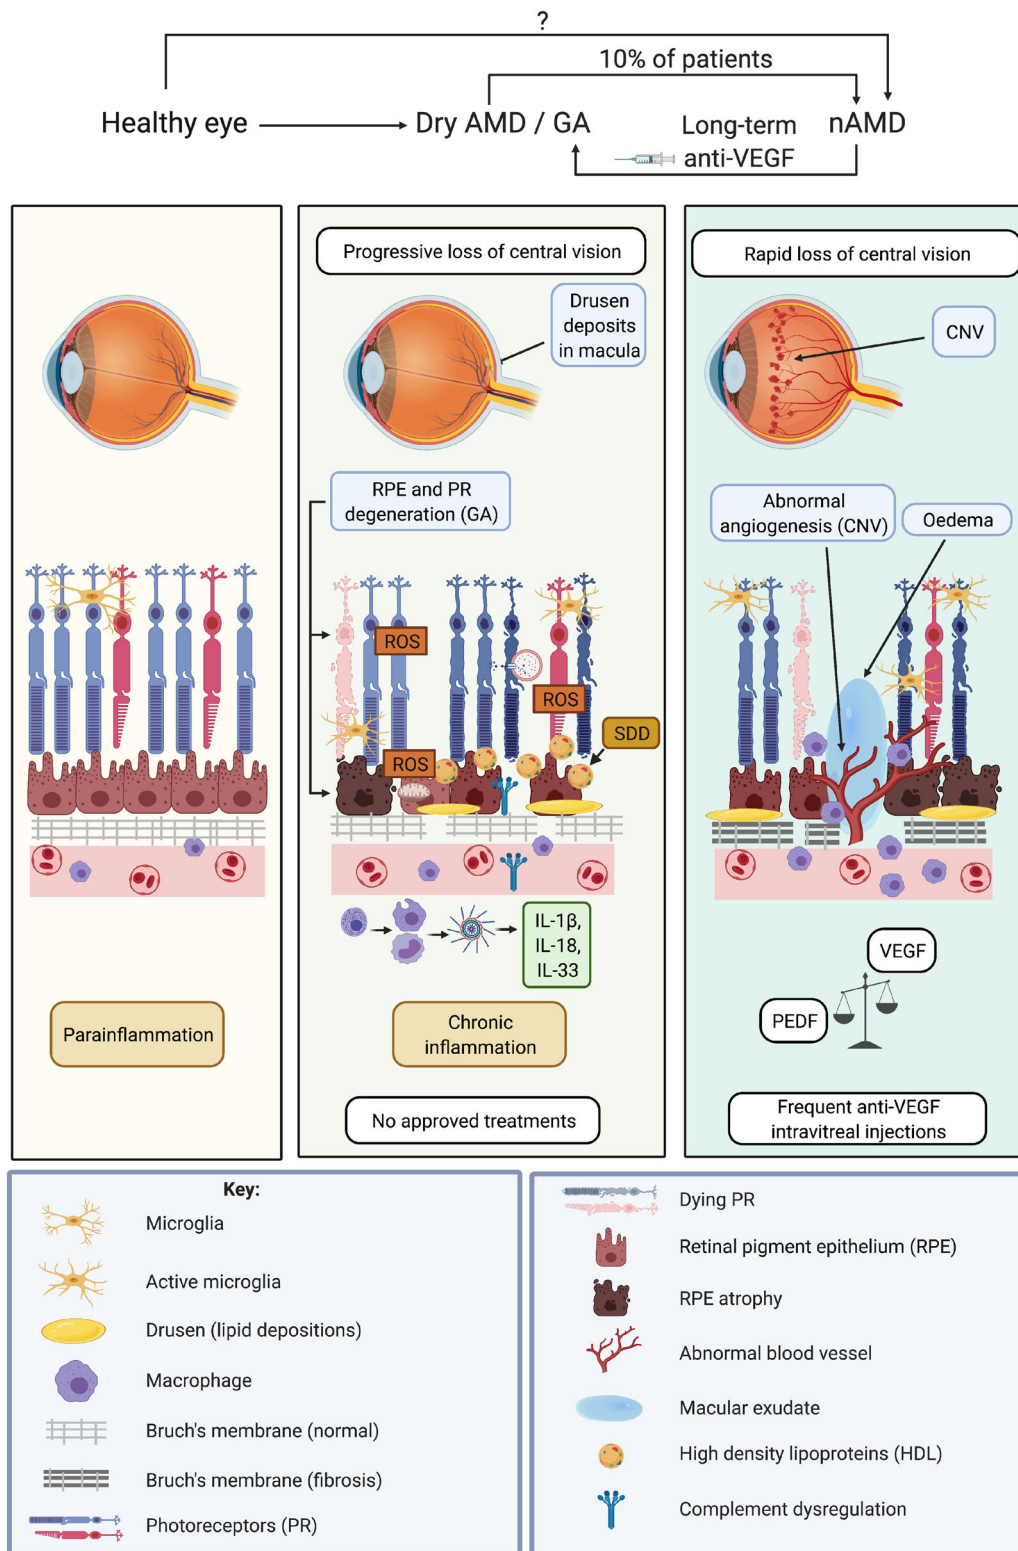 ?
10% of patients
Healthy eye
Dry AMD / GA
Long-term
anti-VEGF
nAMD
Progressive loss of central vision
Drusen
deposits
in macula
RPE and PR
degeneration (GA)
ROS
ROS
ROS
SDD
IL-1β,
IL-18,
IL-33
Rapid loss of central vision
CNV
Abnormal
angiogenesis (CNV)
Oedema
VEGF
PEDF
Parainflammation
Chronic
inflammation
No approved treatments
Frequent anti-VEGF
intravitreal injections
Key:
Microglia
Active microglia
Drusen (lipid depositions)
Macrophage
Bruch's membrane (normal)
Bruch's membrane (fibrosis)
Photoreceptors (PR)
Dying PR
Retinal pigment epithelium (RPE)
RPE atrophy
Abnormal blood vessel
Macular exudate
High density lipoproteins (HDL)
Complement dysregulation